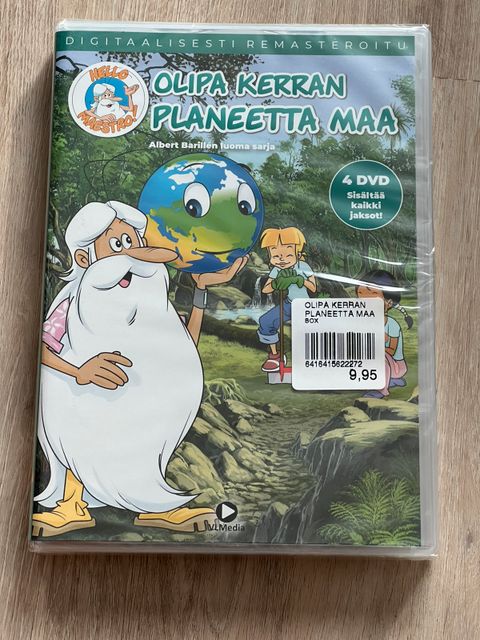 DIGITAALISESTI REMASTEROITU
HELLO
MAESTRO!
OLIPA KERRAN
PLANEETTA MAA
Albert Barillén luoma sarja
4 DVD
Sisältää
kaikki
jaksot!
OLIPA KERRAN
PLANEETTA MAA
BOX
6416415622272
9,95
VLMedia